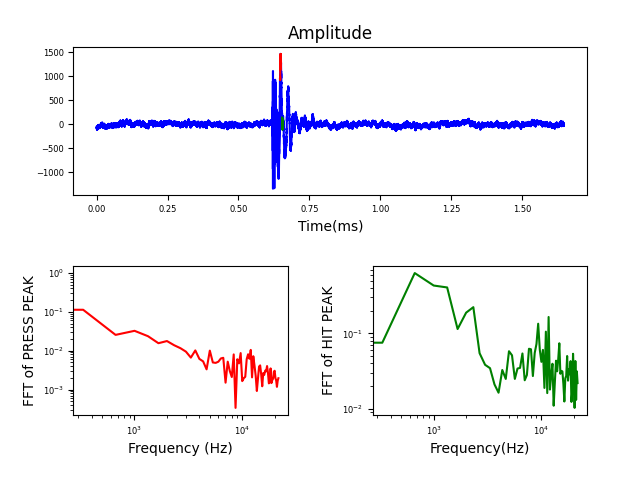 Amplitude
1500
1000
500
0
−500
−1000
0.00 0.25 0.50 0.75 1.00 1.25 1.50
Time(ms)
FFT of PRESS PEAK
10⁰
10⁻¹
10⁻²
10⁻³
10³ 10⁴
Frequency (Hz)
FFT of HIT PEAK
10⁻¹
10⁻²
10³ 10⁴
Frequency(Hz)